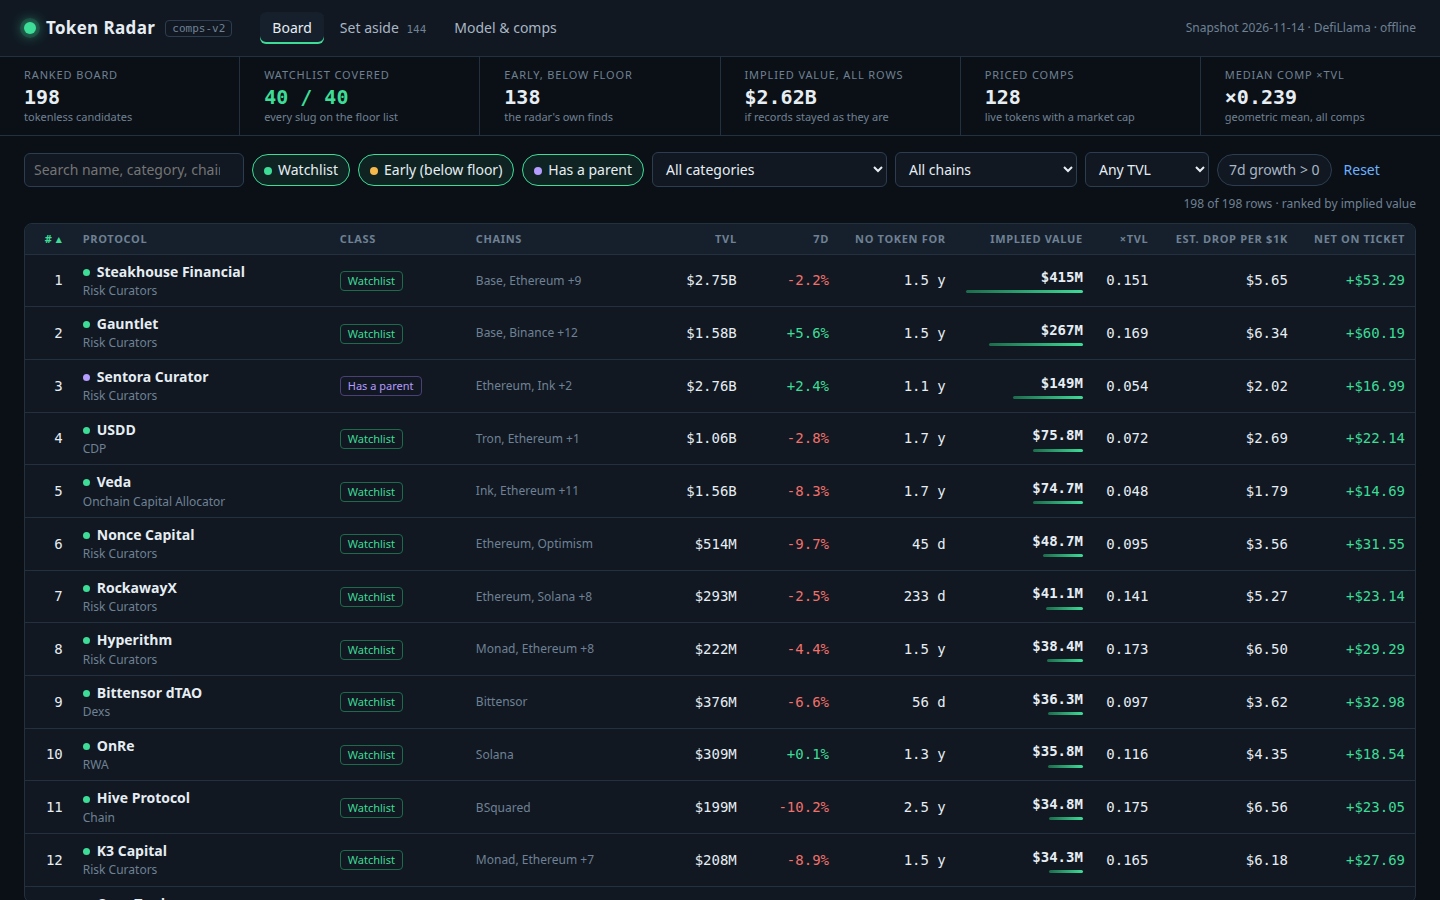 Token Radar comps-v2 Board Set aside 144 Model & comps Snapshot 2026-11-14 · DefiLlama · offline
RANKED BOARD WATCHLIST COVERED EARLY, BELOW FLOOR IMPLIED VALUE, ALL ROWS PRICED COMPS MEDIAN COMP ×TVL
198 40 / 40 138 $2.62B 128 ×0.239
tokenless candidates every slug on the floor list the radar's own finds if records stayed as they are live tokens with a market cap geometric mean, all comps
Search name, category, chai Watchlist Early (below floor) Has a parent All categories All chains Any TVL 7d growth > 0 Reset
198 of 198 rows · ranked by implied value
# ▲ PROTOCOL CLASS CHAINS TVL 7D NO TOKEN FOR IMPLIED VALUE ×TVL EST. DROP PER $1K NET ON TICKET
1 Steakhouse Financial Watchlist Base, Ethereum +9 $2.75B -2.2% 1.5 y $415M 0.151 $5.65 +$53.29
Risk Curators
2 Gauntlet Watchlist Base, Binance +12 $1.58B +5.6% 1.5 y $267M 0.169 $6.34 +$60.19
Risk Curators
3 Sentora Curator Has a parent Ethereum, Ink +2 $2.76B +2.4% 1.1 y $149M 0.054 $2.02 +$16.99
Risk Curators
4 USDD Watchlist Tron, Ethereum +1 $1.06B -2.8% 1.7 y $75.8M 0.072 $2.69 +$22.14
CDP
5 Veda Watchlist Ink, Ethereum +11 $1.56B -8.3% 1.7 y $74.7M 0.048 $1.79 +$14.69
Onchain Capital Allocator
6 Nonce Capital Watchlist Ethereum, Optimism $514M -9.7% 45 d $48.7M 0.095 $3.56 +$31.55
Risk Curators
7 RockawayX Watchlist Ethereum, Solana +8 $293M -2.5% 233 d $41.1M 0.141 $5.27 +$23.14
Risk Curators
8 Hyperithm Watchlist Monad, Ethereum +8 $222M -4.4% 1.5 y $38.4M 0.173 $6.50 +$29.29
Risk Curators
9 Bittensor dTAO Watchlist Bittensor $376M -6.6% 56 d $36.3M 0.097 $3.62 +$32.98
Dexs
10 OnRe Watchlist Solana $309M +0.1% 1.3 y $35.8M 0.116 $4.35 +$18.54
RWA
11 Hive Protocol Watchlist BSquared $199M -10.2% 2.5 y $34.8M 0.175 $6.56 +$23.05
Chain
12 K3 Capital Watchlist Monad, Ethereum +7 $208M -8.9% 1.5 y $34.3M 0.165 $6.18 +$27.69
Risk Curators